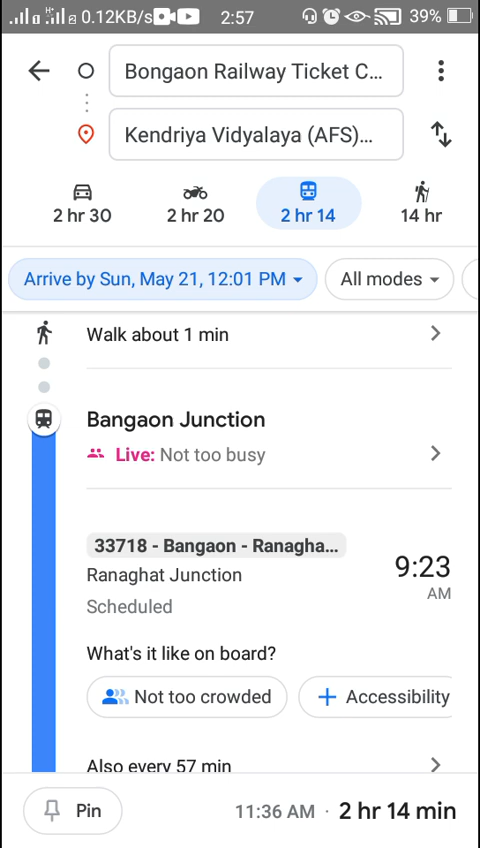 0.12KB/s 2:57 39%
Bongaon Railway Ticket C...
Kendriya Vidyalaya (AFS)...
2 hr 30 2 hr 20 2 hr 14 14 hr
Arrive by Sun, May 21, 12:01 PM All modes
Walk about 1 min
Bangaon Junction
Live: Not too busy
33718 - Bangaon - Ranagha...
9:23
Ranaghat Junction
AM
Scheduled
What's it like on board?
Not too crowded + Accessibility
Also every 57 min
Pin 11:36 AM · 2 hr 14 min